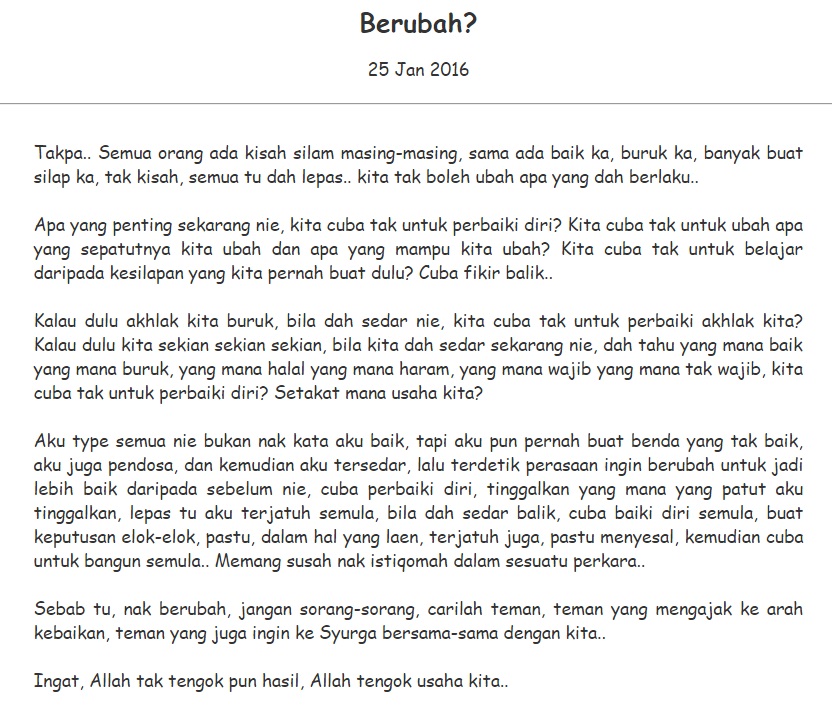 Berubah?
25 Jan 2016
Takpa.. Semua orang ada kisah silam masing-masing, sama ada baik ka, buruk ka, banyak buat
silap ka, tak kisah, semua tu dah lepas.. kita tak boleh ubah apa yang dah berlaku..
Apa yang penting sekarang nie, kita cuba tak untuk perbaiki diri? Kita cuba tak untuk ubah apa
yang sepatutnya kita ubah dan apa yang mampu kita ubah? Kita cuba tak untuk belajar
daripada kesilapan yang kita pernah buat dulu? Cuba fikir balik..
Kalau dulu akhlak kita buruk, bila dah sedar nie, kita cuba tak untuk perbaiki akhlak kita?
Kalau dulu kita sekian sekian sekian, bila kita dah sedar sekarang nie, dah tahu yang mana baik
yang mana buruk, yang mana halal yang mana haram, yang mana wajib yang mana tak wajib, kita
cuba tak untuk perbaiki diri? Setakat mana usaha kita?
Aku type semua nie bukan nak kata aku baik, tapi aku pun pernah buat benda yang tak baik,
aku juga pendosa, dan kemudian aku tersedar, lalu terdetik perasaan ingin berubah untuk jadi
lebih baik daripada sebelum nie, cuba perbaiki diri, tinggalkan yang mana yang patut aku
tinggalkan, lepas tu aku terjatuh semula, bila dah sedar balik, cuba baiki diri semula, buat
keputusan elok-elok, pastu, dalam hal yang laen, terjatuh juga, pastu menyesal, kemudian cuba
untuk bangun semula.. Memang susah nak istiqomah dalam sesuatu perkara..
Sebab tu, nak berubah, jangan sorang-sorang, carilah teman, teman yang mengajak ke arah
kebaikan, teman yang juga ingin ke Syurga bersama-sama dengan kita..
Ingat, Allah tak tengok pun hasil, Allah tengok usaha kita..